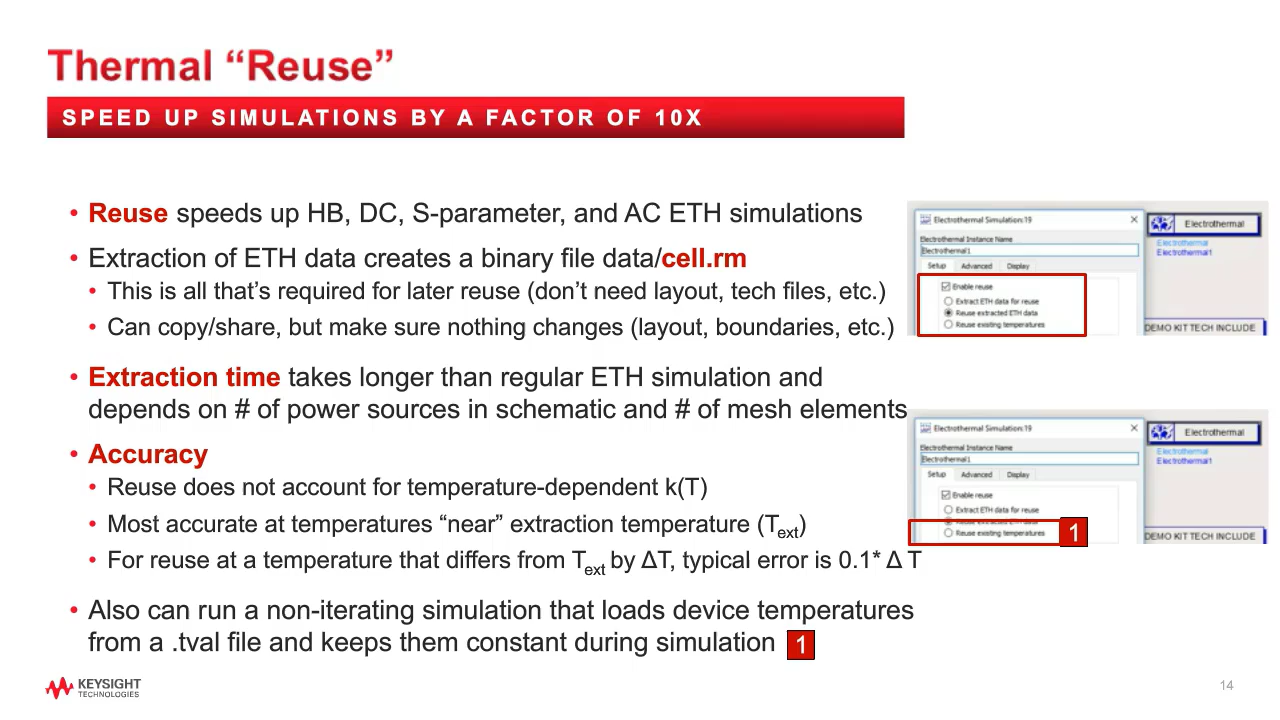 Thermal “Reuse”
SPEED UP SIMULATIONS BY A FACTOR OF 10X
• Reuse speeds up HB, DC, S-parameter, and AC ETH simulations
• Extraction of ETH data creates a binary file data/cell.rm
• This is all that’s required for later reuse (don’t need layout, tech files, etc.)
• Can copy/share, but make sure nothing changes (layout, boundaries, etc.)
• Extraction time takes longer than regular ETH simulation and
depends on # of power sources in schematic and # of mesh elements
• Accuracy
• Reuse does not account for temperature-dependent k(T)
• Most accurate at temperatures “near” extraction temperature (Text)
• For reuse at a temperature that differs from Text by ΔT, typical error is 0.1* Δ T
• Also can run a non-iterating simulation that loads device temperatures
from a .tval file and keeps them constant during simulation 1
Electrothermal Simulation:19
Electrothermal Instance Name
Electrothermal1
Setup Advanced Display
Enable reuse
Extract ETH data for reuse
Reuse extracted ETH data
Reuse existing temperatures
Electrothermal
Electrothermal
Electrothermal1
DEMO KIT TECH INCLUDE
Electrothermal Simulation:19
Electrothermal Instance Name
Electrothermal1
Setup Advanced Display
Enable reuse
Extract ETH data for reuse
Reuse extracted ETH data
Reuse existing temperatures
1
Electrothermal
Electrothermal
Electrothermal1
DEMO KIT TECH INCLUDE
KEYSIGHT
TECHNOLOGIES
14